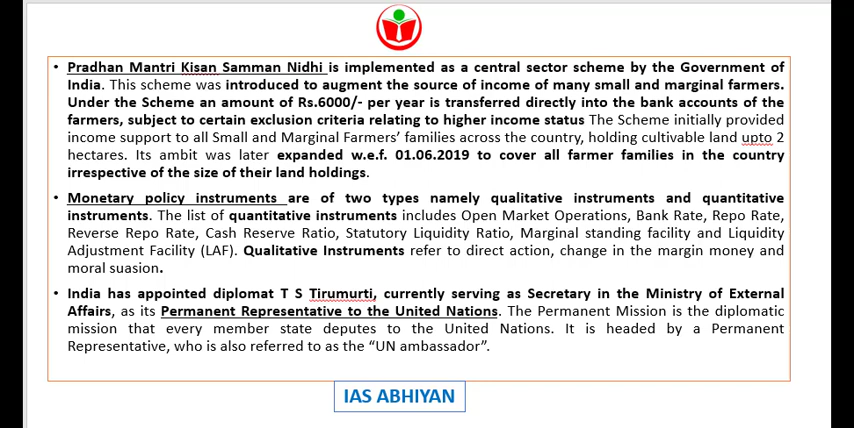 • Pradhan Mantri Kisan Samman Nidhi is implemented as a central sector scheme by the Government of
India. This scheme was introduced to augment the source of income of many small and marginal farmers.
Under the Scheme an amount of Rs.6000/- per year is transferred directly into the bank accounts of the
farmers, subject to certain exclusion criteria relating to higher income status The Scheme initially provided
income support to all Small and Marginal Farmers’ families across the country, holding cultivable land upto 2
hectares. Its ambit was later expanded w.e.f. 01.06.2019 to cover all farmer families in the country
irrespective of the size of their land holdings.
• Monetary policy instruments are of two types namely qualitative instruments and quantitative
instruments. The list of quantitative instruments includes Open Market Operations, Bank Rate, Repo Rate,
Reverse Repo Rate, Cash Reserve Ratio, Statutory Liquidity Ratio, Marginal standing facility and Liquidity
Adjustment Facility (LAF). Qualitative Instruments refer to direct action, change in the margin money and
moral suasion.
• India has appointed diplomat T S Tirumurti, currently serving as Secretary in the Ministry of External
Affairs, as its Permanent Representative to the United Nations. The Permanent Mission is the diplomatic
mission that every member state deputes to the United Nations. It is headed by a Permanent
Representative, who is also referred to as the “UN ambassador”.
IAS ABHIYAN